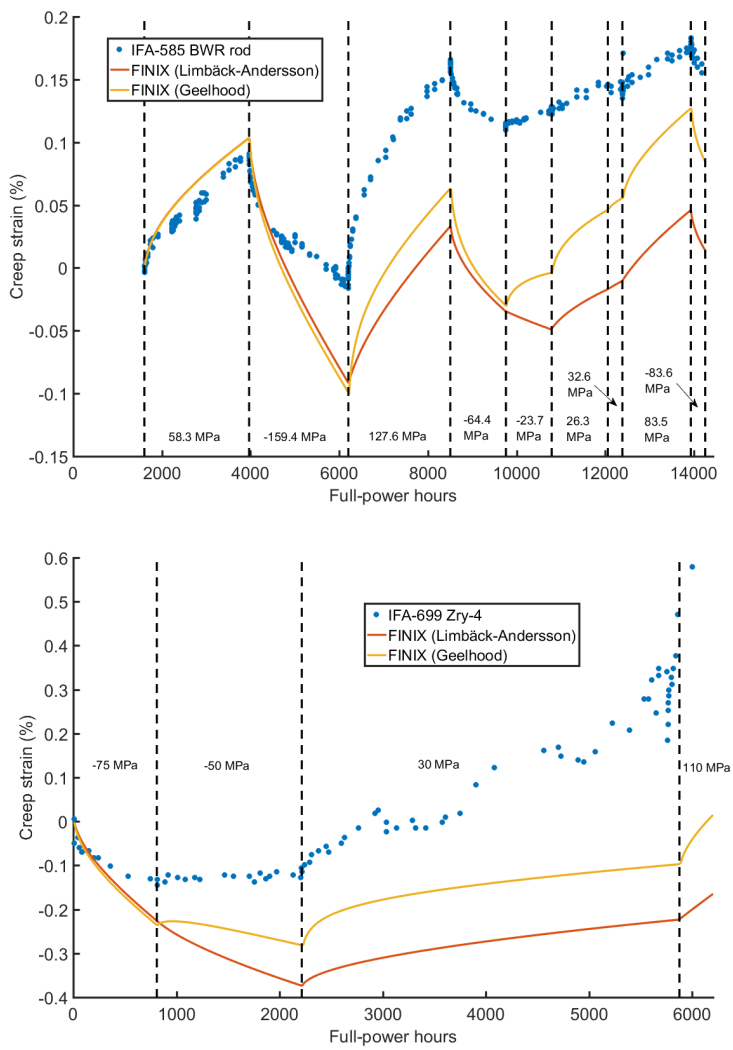 0.2
0.15
0.1
0.05
0
-0.05
-0.1
-0.15
Creep strain (%)
IFA-585 BWR rod
FINIX (Limbäck-Andersson)
FINIX (Geelhood)
58.3 MPa
-159.4 MPa
127.6 MPa
-64.4
MPa
-23.7
MPa
26.3
MPa
32.6
MPa
83.5
MPa
-83.6
MPa
0
2000
4000
6000
8000
10000
12000
14000
Full-power hours
0.6
0.5
0.4
0.3
0.2
0.1
0
-0.1
-0.2
-0.3
-0.4
Creep strain (%)
IFA-699 Zry-4
FINIX (Limbäck-Andersson)
FINIX (Geelhood)
-75 MPa
-50 MPa
30 MPa
110 MPa
0
1000
2000
3000
4000
5000
6000
Full-power hours